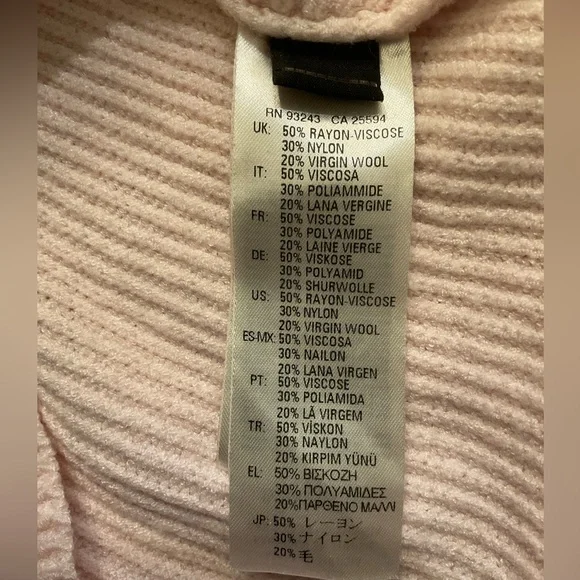 RN 93243 CA 25594
UK: 50% RAYON-VISCOSE
30% NYLON
20% VIRGIN WOOL
IT: 50% VISCOSA
30% POLIAMMIDE
20% LANA VERGINE
FR: 50% VISCOSE
30% POLYAMIDE
20% LAINE VIERGE
DE: 50% VISKOSE
30% POLYAMID
20% SHURWOLLE
US: 50% RAYON-VISCOSE
30% NYLON
20% VIRGIN WOOL
ES-MX: 50% VISCOSA
30% NAILON
20% LANA VIRGEN
PT: 50% VISCOSE
30% POLIAMIDA
20% LÃ VIRGEM
TR: 50% VİSKON
30% NAYLON
20% KIRPIM YÜNÜ
EL: 50% ΒΙΣΚΟΖΗ
30% ΠΟΛΥΑΜΙΔΕΣ
20%ΠΑΡΘΕΝΟ ΜΑΛΛΙ
JP: 50% レーヨン
30% ナイロン
20% 毛